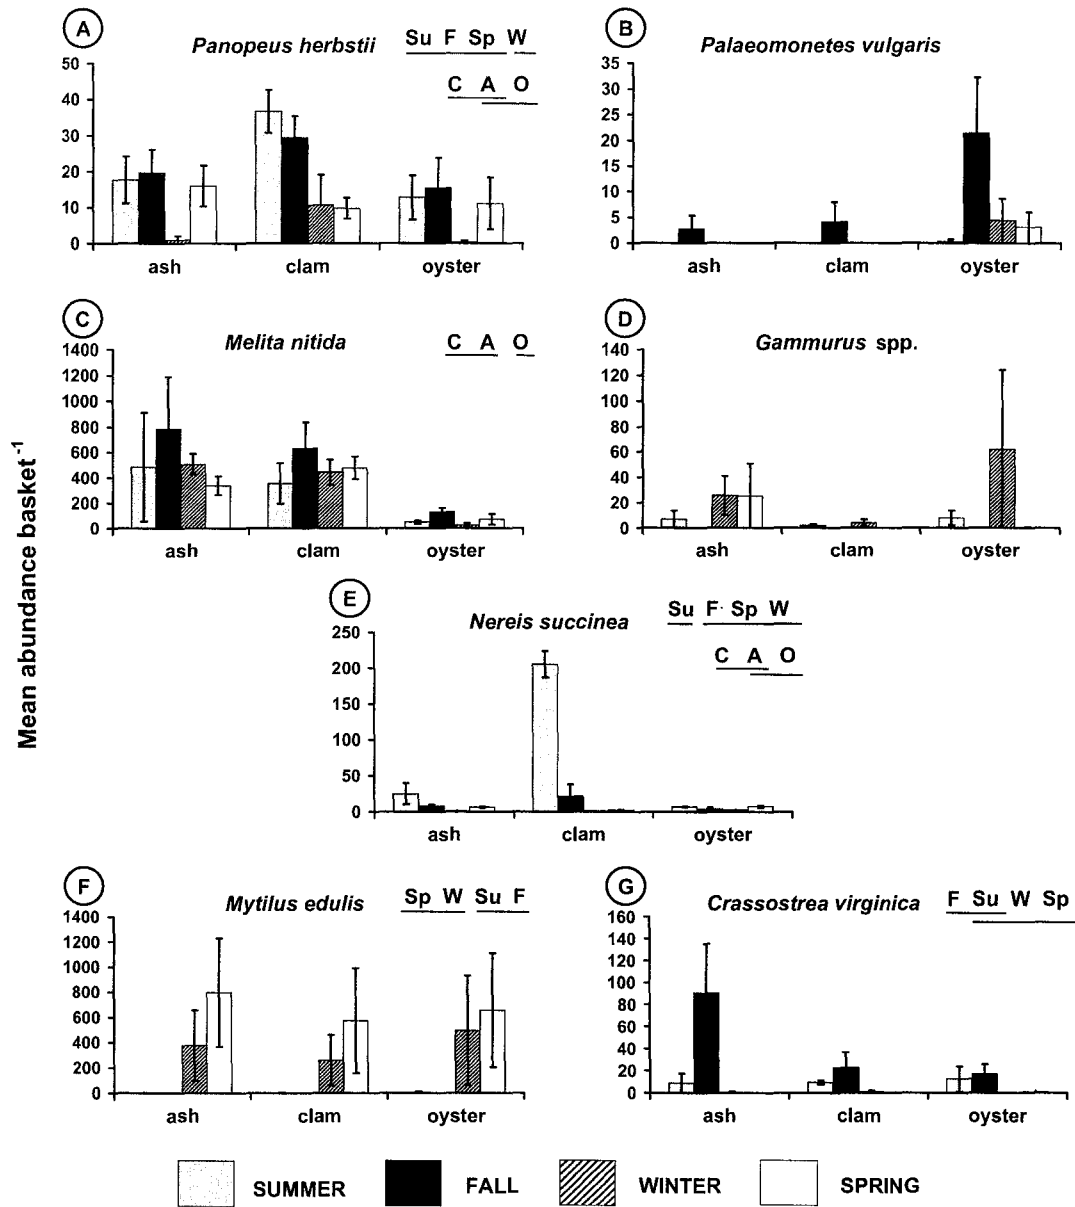 Mean abundance basket-1
A
Panopeus herbstii
Su F Sp W
C A O
50
40
30
20
10
0
ash clam oyster
B
Palaeomonetes vulgaris
35
30
25
20
15
10
5
0
ash clam oyster
C
Melita nitida
C A O
1400
1200
1000
800
600
400
200
0
ash clam oyster
D
Gammurus spp.
140
120
100
80
60
40
20
0
ash clam oyster
E
Nereis succinea
Su F Sp W
C A O
250
200
150
100
50
0
ash clam oyster
F
Mytilus edulis
Sp W Su F
1400
1200
1000
800
600
400
200
0
ash clam oyster
G
Crassostrea virginica
F Su W Sp
160
140
120
100
80
60
40
20
0
ash clam oyster
SUMMER FALL WINTER SPRING